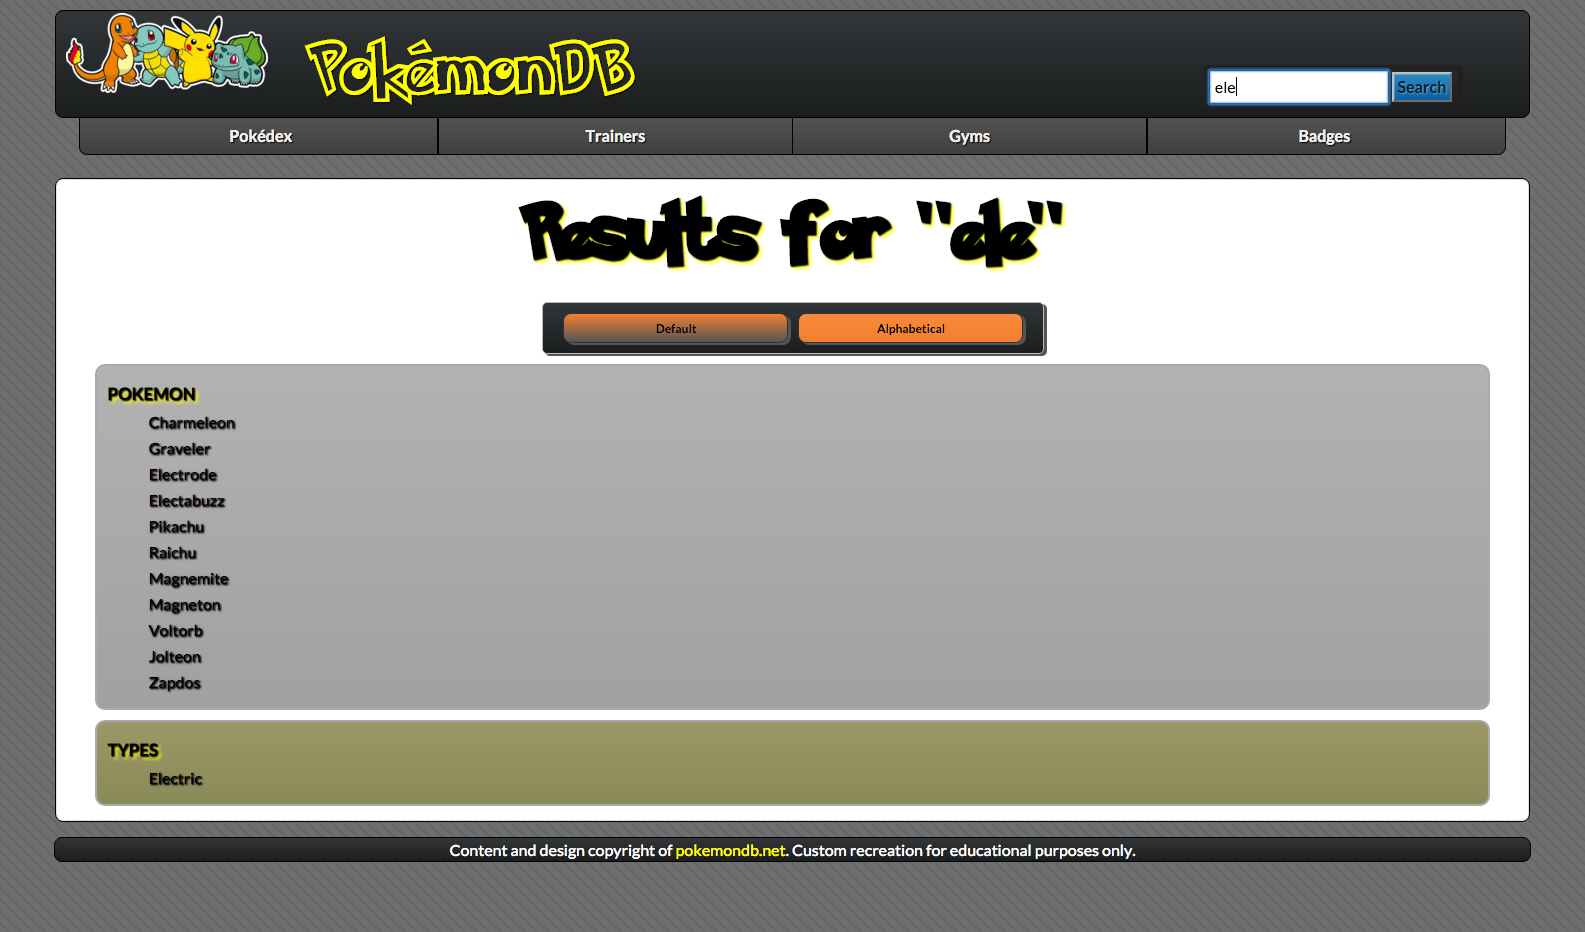 PokémonDB
ele
Search
Pokédex
Trainers
Gyms
Badges
Results for "ele"
Default
Alphabetical
POKEMON
Charmeleon
Graveler
Electrode
Electabuzz
Pikachu
Raichu
Magnemite
Magneton
Voltorb
Jolteon
Zapdos
TYPES
Electric
Content and design copyright of pokemondb.net. Custom recreation for educational purposes only.